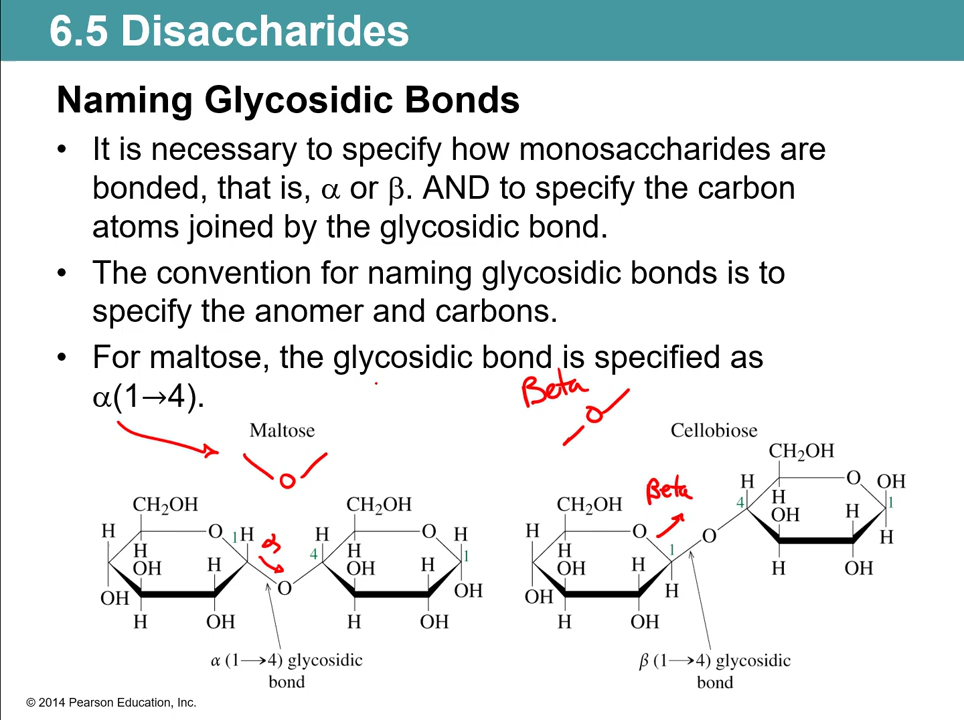 6.5 Disaccharides
Naming Glycosidic Bonds
• It is necessary to specify how monosaccharides are
bonded, that is, α or β. AND to specify the carbon
atoms joined by the glycosidic bond.
• The convention for naming glycosidic bonds is to
specify the anomer and carbons.
• For maltose, the glycosidic bond is specified as
α(1→4).
Beta
Maltose
Cellobiose
CH₂OH
O OH
H
4
H
OH
H
1
H
H
OH
Beta
O
CH₂OH
H
O
1
H
α
H
OH
H
OH
H
OH
O
CH₂OH
H
4
O
H
1
H
OH
H
OH
H
OH
CH₂OH
H
O
1
H
OH
H
H
OH
H
OH
α (1→4) glycosidic
bond
β (1→4) glycosidic
bond
© 2014 Pearson Education, Inc.